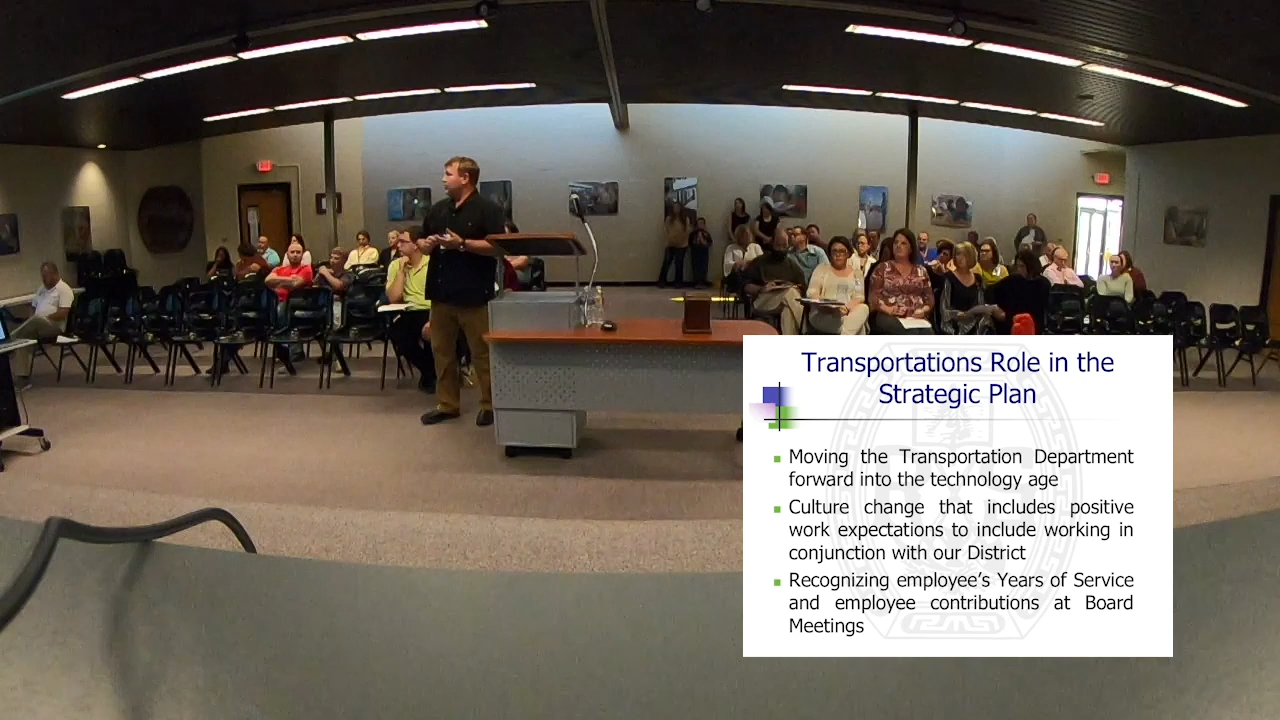 Transportations Role in the
Strategic Plan
Moving the Transportation Department
forward into the technology age
Culture change that includes positive
work expectations to include working in
conjunction with our District
Recognizing employee's Years of Service
and employee contributions at Board
Meetings